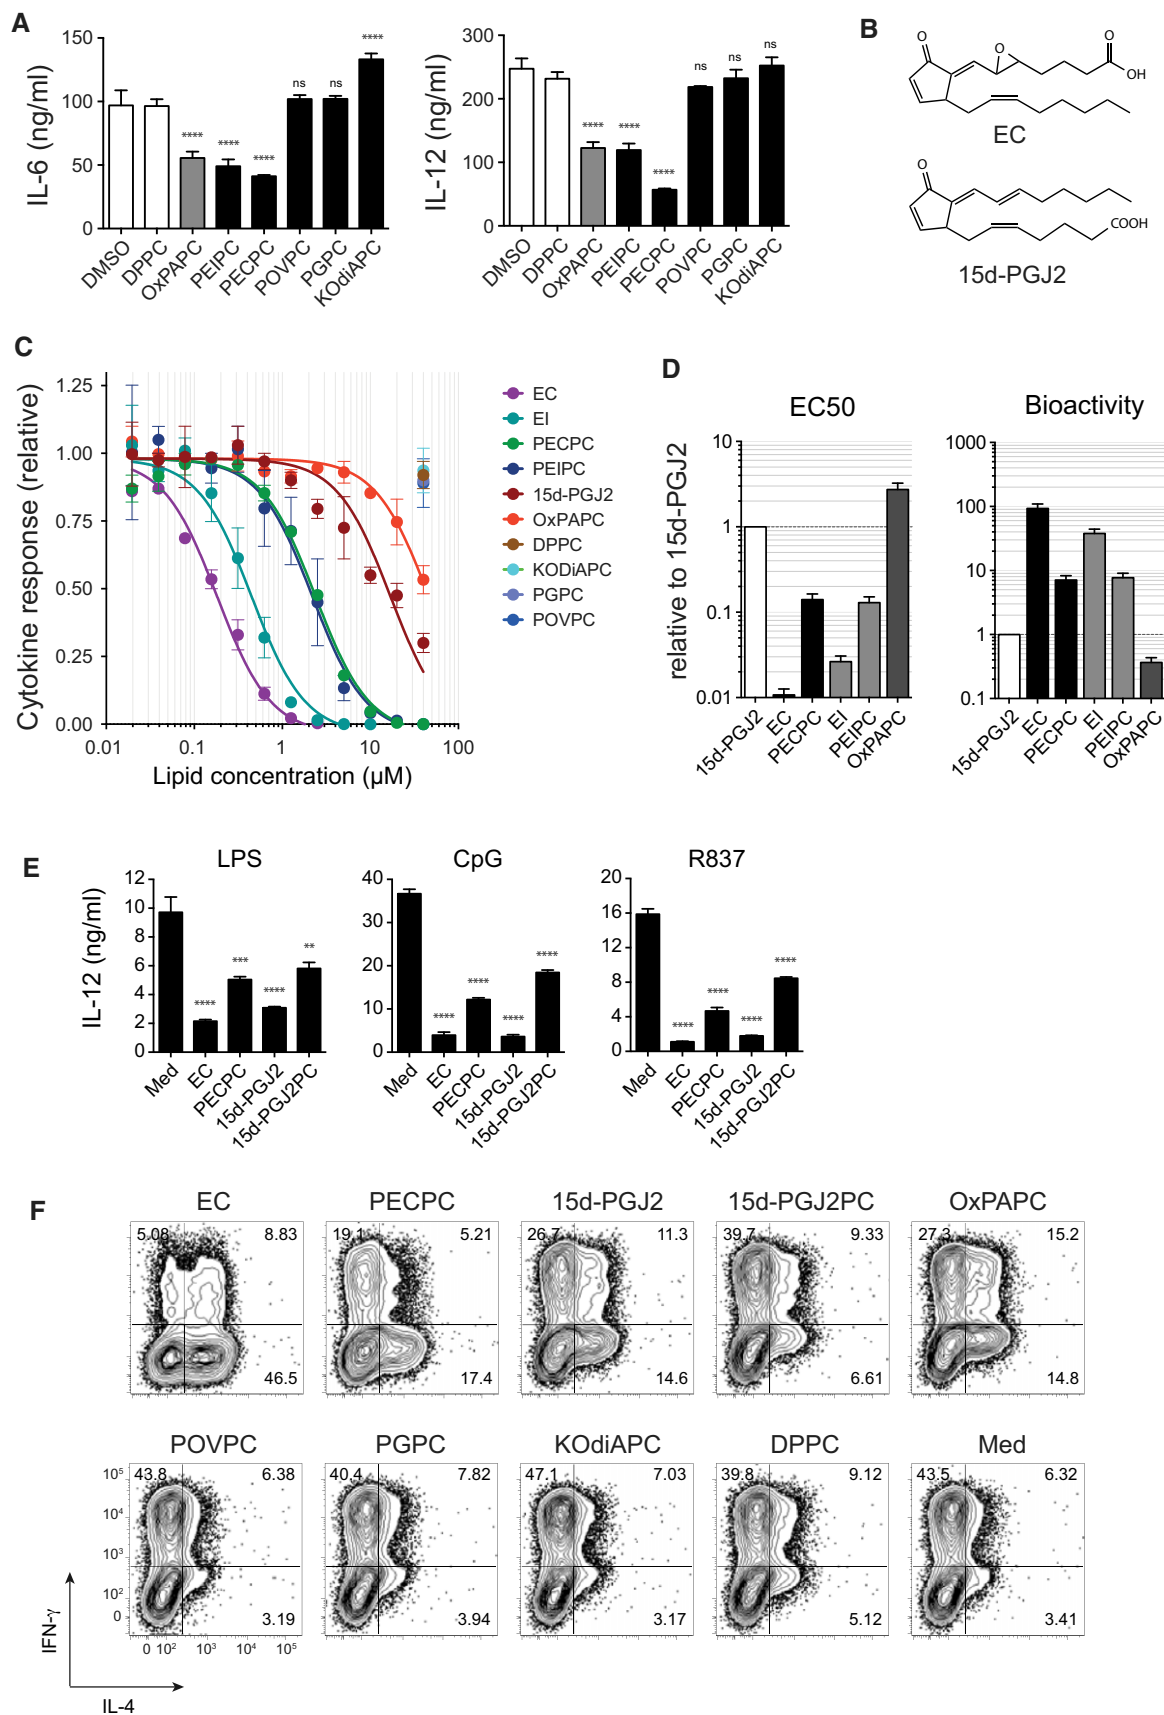 A
IL-6 (ng/ml)
150
100
50
0
****
****
****
ns
ns
****
DMSO
DPPC
OxPAPC
PEIPC
PECPC
POVPC
PGPC
KOdiAPC
IL-12 (ng/ml)
300
200
100
0
****
****
****
ns
ns
ns
DMSO
DPPC
OxPAPC
PEIPC
PECPC
POVPC
PGPC
KOdiAPC
B
O
O
O
OH
EC
O
COOH
15d-PGJ2
C
Cytokine response (relative)
1.25
1.00
0.75
0.50
0.25
0.00
0.01
0.1
1
10
100
Lipid concentration (µM)
EC
EI
PECPC
PEIPC
15d-PGJ2
OxPAPC
DPPC
KODiAPC
PGPC
POVPC
D
EC50
relative to 15d-PGJ2
10
1
0.1
0.01
15d-PGJ2
EC
PECPC
EI
PEIPC
OxPAPC
Bioactivity
1000
100
10
1
0.1
15d-PGJ2
EC
PECPC
EI
PEIPC
OxPAPC
E
IL-12 (ng/ml)
LPS
12
10
8
6
4
2
0
****
***
****
**
Med
EC
PECPC
15d-PGJ2
15d-PGJ2PC
CpG
40
30
20
10
0
****
****
****
****
Med
EC
PECPC
15d-PGJ2
15d-PGJ2PC
R837
20
16
12
8
4
0
****
****
****
****
Med
EC
PECPC
15d-PGJ2
15d-PGJ2PC
F
EC
5.08 8.83
46.5
PECPC
19.1 5.21
17.4
15d-PGJ2
26.7 11.3
14.6
15d-PGJ2PC
39.7 9.33
6.61
OxPAPC
27.3 15.2
14.8
POVPC
43.8 6.38
3.19
PGPC
40.4 7.82
3.94
KOdiAPC
47.1 7.03
3.17
DPPC
39.8 9.12
5.12
Med
43.5 6.32
3.41
10⁵
10⁴
10³
10²
0
0 10² 10³ 10⁴ 10⁵
IFN-γ
IL-4